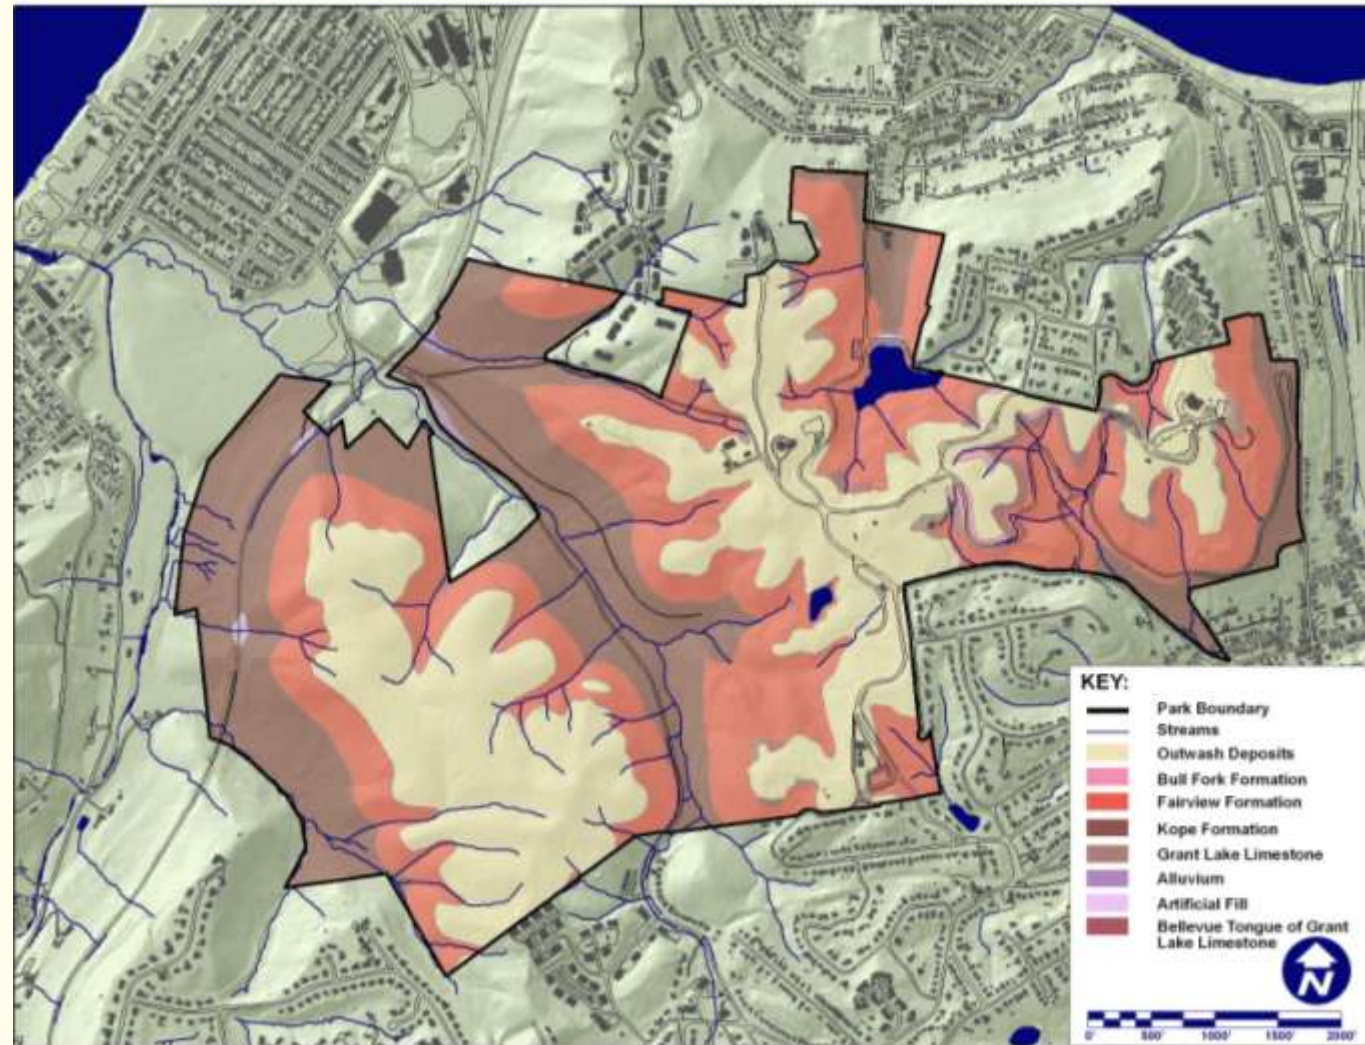 KEY:
Park Boundary
Streams
Outwash Deposits
Bull Fork Formation
Fairview Formation
Kope Formation
Grant Lake Limestone
Alluvium
Artificial Fill
Bellevue Tongue of Grant
Lake Limestone
N
0' 500' 1000' 1500' 2000'